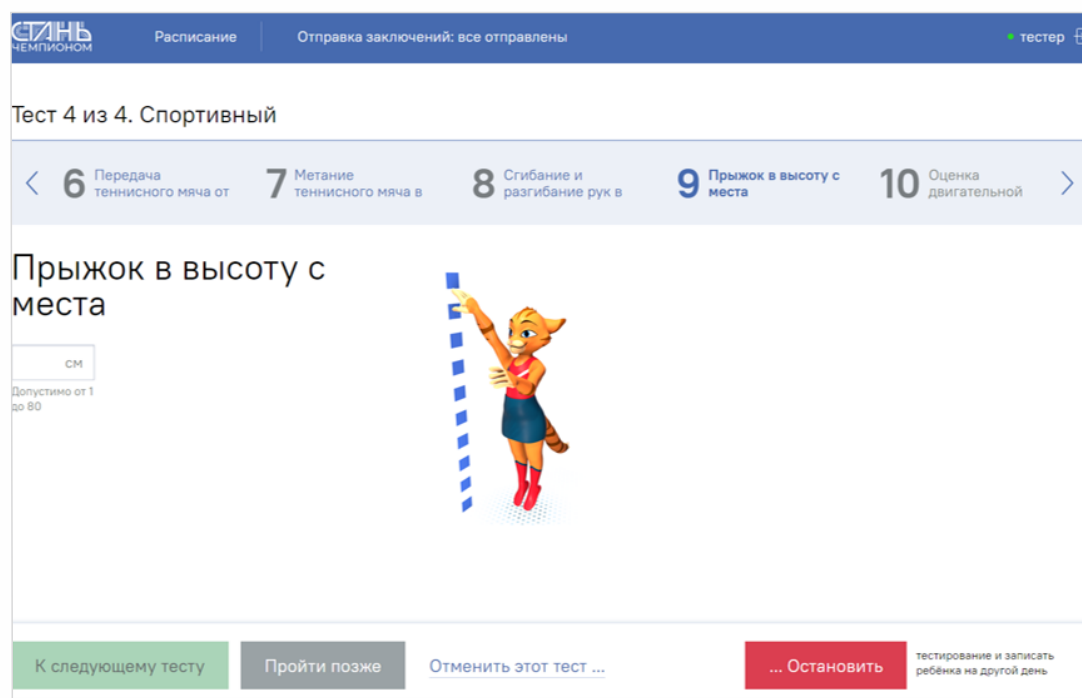 СТАНЬ
ЧЕМПИОНОМ
Расписание
Отправка заключений: все отправлены
тестер
Тест 4 из 4. Спортивный
6 Передача
теннисного мяча от
7 Метание
теннисного мяча в
8 Сгибание и
разгибание рук в
9 Прыжок в высоту с
места
10 Оценка
двигательной
Прыжок в высоту с
места
см
Допустимо от 1
до 80
К следующему тесту
Пройти позже
Отменить этот тест ...
... Остановить
тестирование и записать
ребёнка на другой день